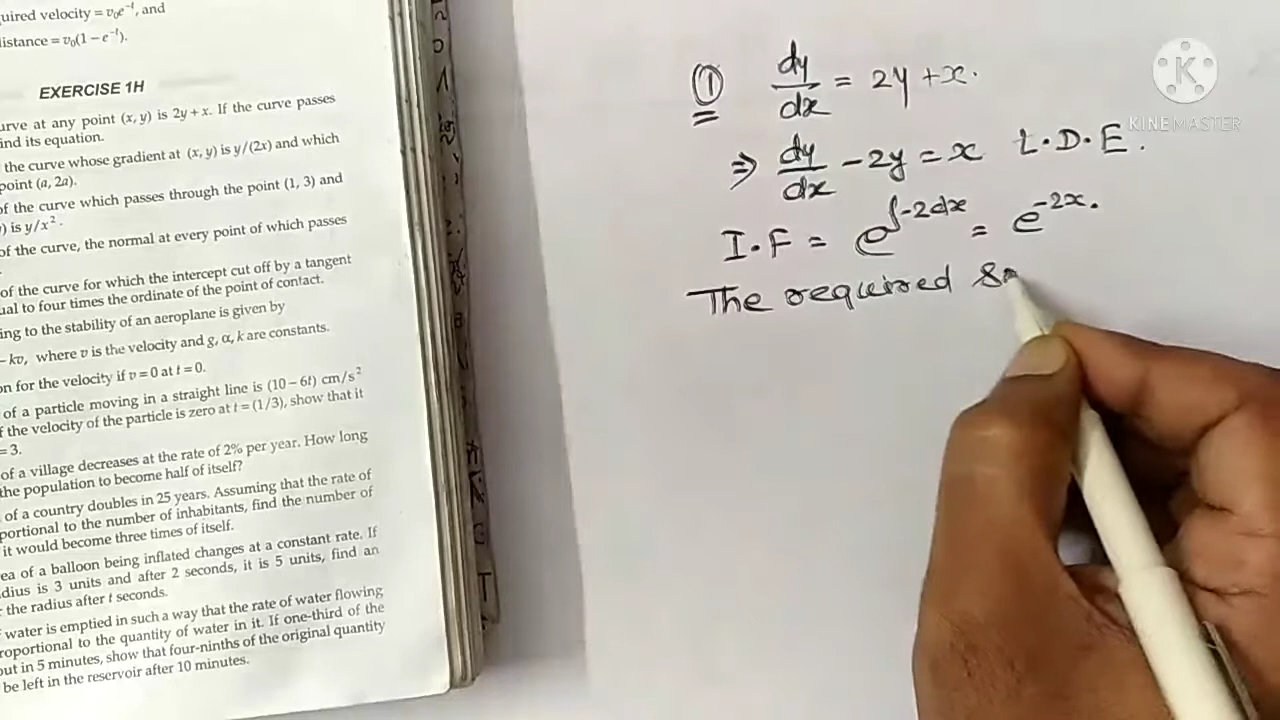 uired velocity = v₀e⁻ᵗ, and
distance = v₀(1 – e⁻ᵗ).
EXERCISE 1H
urve at any point (x, y) is 2y + x. If the curve passes
ind its equation.
the curve whose gradient at (x, y) is y/(2x) and which
point (a, 2a).
of the curve which passes through the point (1, 3) and
) is y/x².
of the curve, the normal at every point of which passes
of the curve for which the intercept cut off by a tangent
ual to four times the ordinate of the point of contact.
ing to the stability of an aeroplane is given by
– kv, where v is the velocity and g, α, k are constants.
on for the velocity if v = 0 at t = 0.
of a particle moving in a straight line is (10 – 6t) cm/s²
f the velocity of the particle is zero at t = (1/3), show that it
= 3.
of a village decreases at the rate of 2% per year. How long
the population to become half of itself?
of a country doubles in 25 years. Assuming that the rate of
portional to the number of inhabitants, find the number of
it would become three times of itself.
ea of a balloon being inflated changes at a constant rate. If
dius is 3 units and after 2 seconds, it is 5 units, find an
r the radius after t seconds.
f water is emptied in such a way that the rate of water flowing
roportional to the quantity of water in it. If one-third of the
out in 5 minutes, show that four-ninths of the original quantity
be left in the reservoir after 10 minutes.
① dy/dx = 2y + x.
⇒ dy/dx – 2y = x L.D.E.
I.F = e^∫-2dx = e^-2x.
The required
K
KINEMASTER